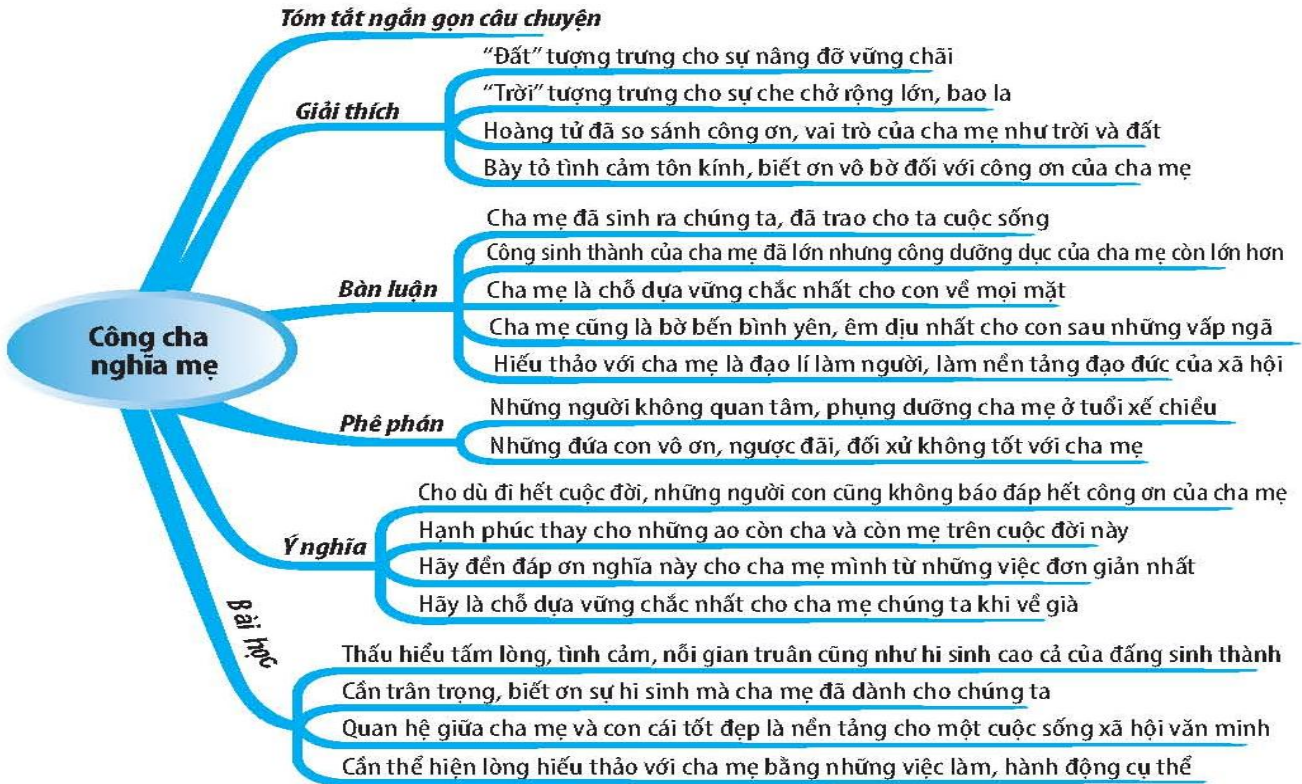 Tóm tắt ngắn gọn câu chuyện
"Đất" tượng trưng cho sự nâng đỡ vững chãi
"Trời" tượng trưng cho sự che chở rộng lớn, bao la
Giải thích
Hoàng tử đã so sánh công ơn, vai trò của cha mẹ như trời và đất
Bày tỏ tình cảm tôn kính, biết ơn vô bờ đối với công ơn của cha mẹ
Cha mẹ đã sinh ra chúng ta, đã trao cho ta cuộc sống
Công sinh thành của cha mẹ đã lớn nhưng công dưỡng dục của cha mẹ còn lớn hơn
Bàn luận
Cha mẹ là chỗ dựa vững chắc nhất cho con về mọi mặt
Cha mẹ cũng là bờ bến bình yên, êm dịu nhất cho con sau những vấp ngã
Hiếu thảo với cha mẹ là đạo lí làm người, làm nền tảng đạo đức của xã hội
Công cha
nghĩa mẹ
Phê phán
Những người không quan tâm, phụng dưỡng cha mẹ ở tuổi xế chiều
Những đứa con vô ơn, ngược đãi, đối xử không tốt với cha mẹ
Cho dù đi hết cuộc đời, những người con cũng không báo đáp hết công ơn của cha mẹ
Hạnh phúc thay cho những ao còn cha và còn mẹ trên cuộc đời này
Ý nghĩa
Hãy đền đáp ơn nghĩa này cho cha mẹ mình từ những việc đơn giản nhất
Hãy là chỗ dựa vững chắc nhất cho cha mẹ chúng ta khi về già
Bài học
Thấu hiểu tấm lòng, tình cảm, nỗi gian truân cũng như hi sinh cao cả của đấng sinh thành
Cần trân trọng, biết ơn sự hi sinh mà cha mẹ đã dành cho chúng ta
Quan hệ giữa cha mẹ và con cái tốt đẹp là nền tảng cho một cuộc sống xã hội văn minh
Cần thể hiện lòng hiếu thảo với cha mẹ bằng những việc làm, hành động cụ thể